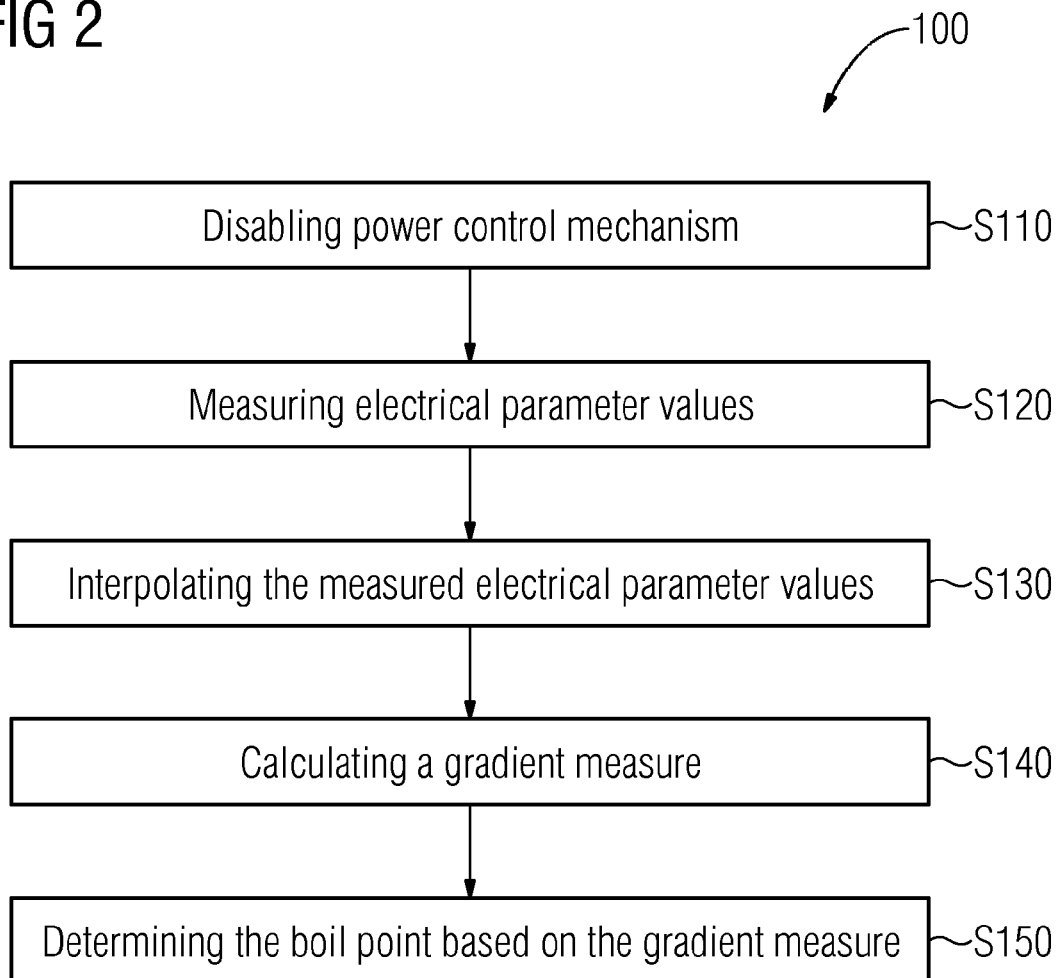 FIG 2
100
Disabling power control mechanism
S110
Measuring electrical parameter values
S120
Interpolating the measured electrical parameter values
S130
Calculating a gradient measure
S140
Determining the boil point based on the gradient measure
S150